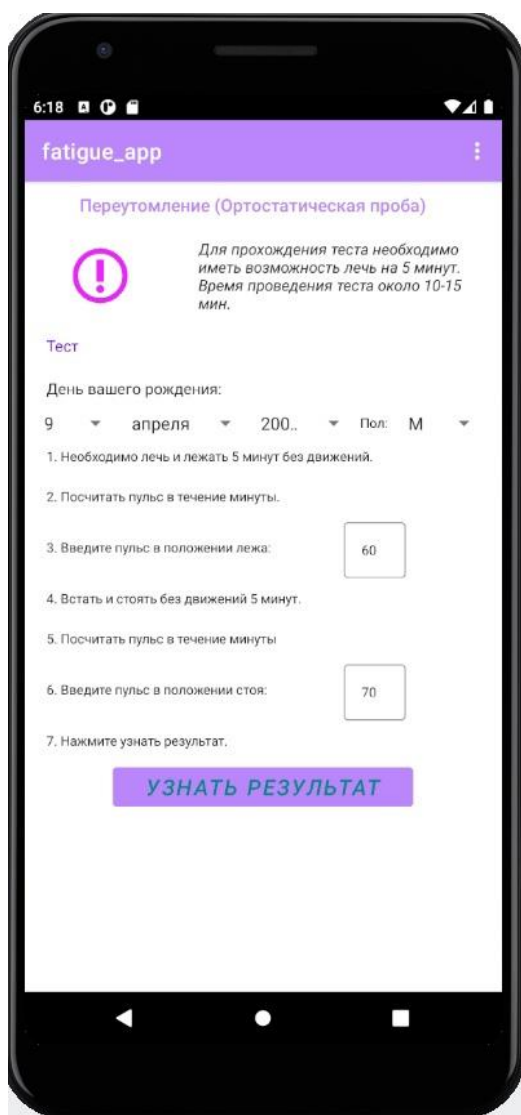 6:18
fatigue_app
Переутомление (Ортостатическая проба)
Для прохождения теста необходимо
иметь возможность лечь на 5 минут.
Время проведения теста около 10-15
мин.
Тест
День вашего рождения:
9 апреля 200.. Пол: М
1. Необходимо лечь и лежать 5 минут без движений.
2. Посчитать пульс в течение минуты.
3. Введите пульс в положении лежа: 60
4. Встать и стоять без движений 5 минут.
5. Посчитать пульс в течение минуты
6. Введите пульс в положении стоя: 70
7. Нажмите узнать результат.
УЗНАТЬ РЕЗУЛЬТАТ